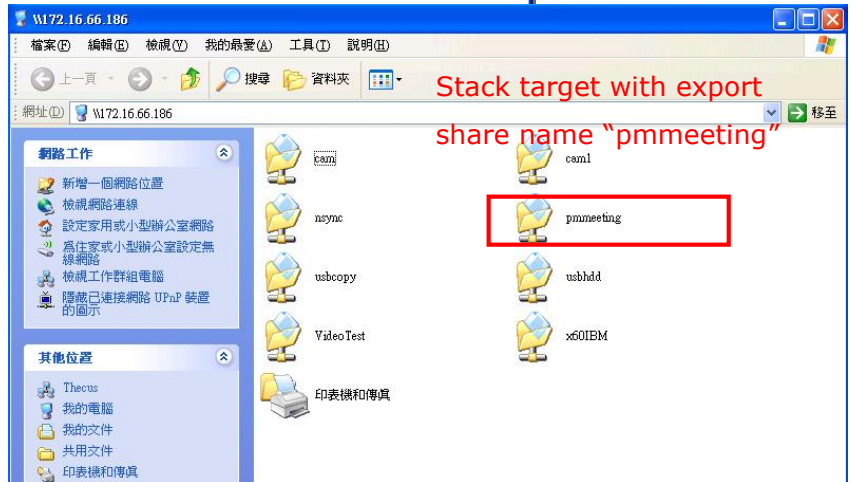 \\172.16.66.186
檔案(F) 編輯(E) 檢視(V) 我的最愛(A) 工具(T) 說明(H)
上一頁 搜尋 資料夾
Stack target with export
share name “pmmeeting”
網址(D) \\172.16.66.186 移至
網路工作
新增一個網路位置
檢視網路連線
設定家用或小型辦公室網路
爲住家或小型辦公室設定無
線網路
檢視工作群組電腦
隱藏已連接網路 UPnP 裝置
的圖示
其他位置
Thecus
我的電腦
我的文件
共用文件
印表機和傳眞
cam cam1
nsync pmmeeting
usbcopy usbhdd
VideoTest x60IBM
印表機和傳眞